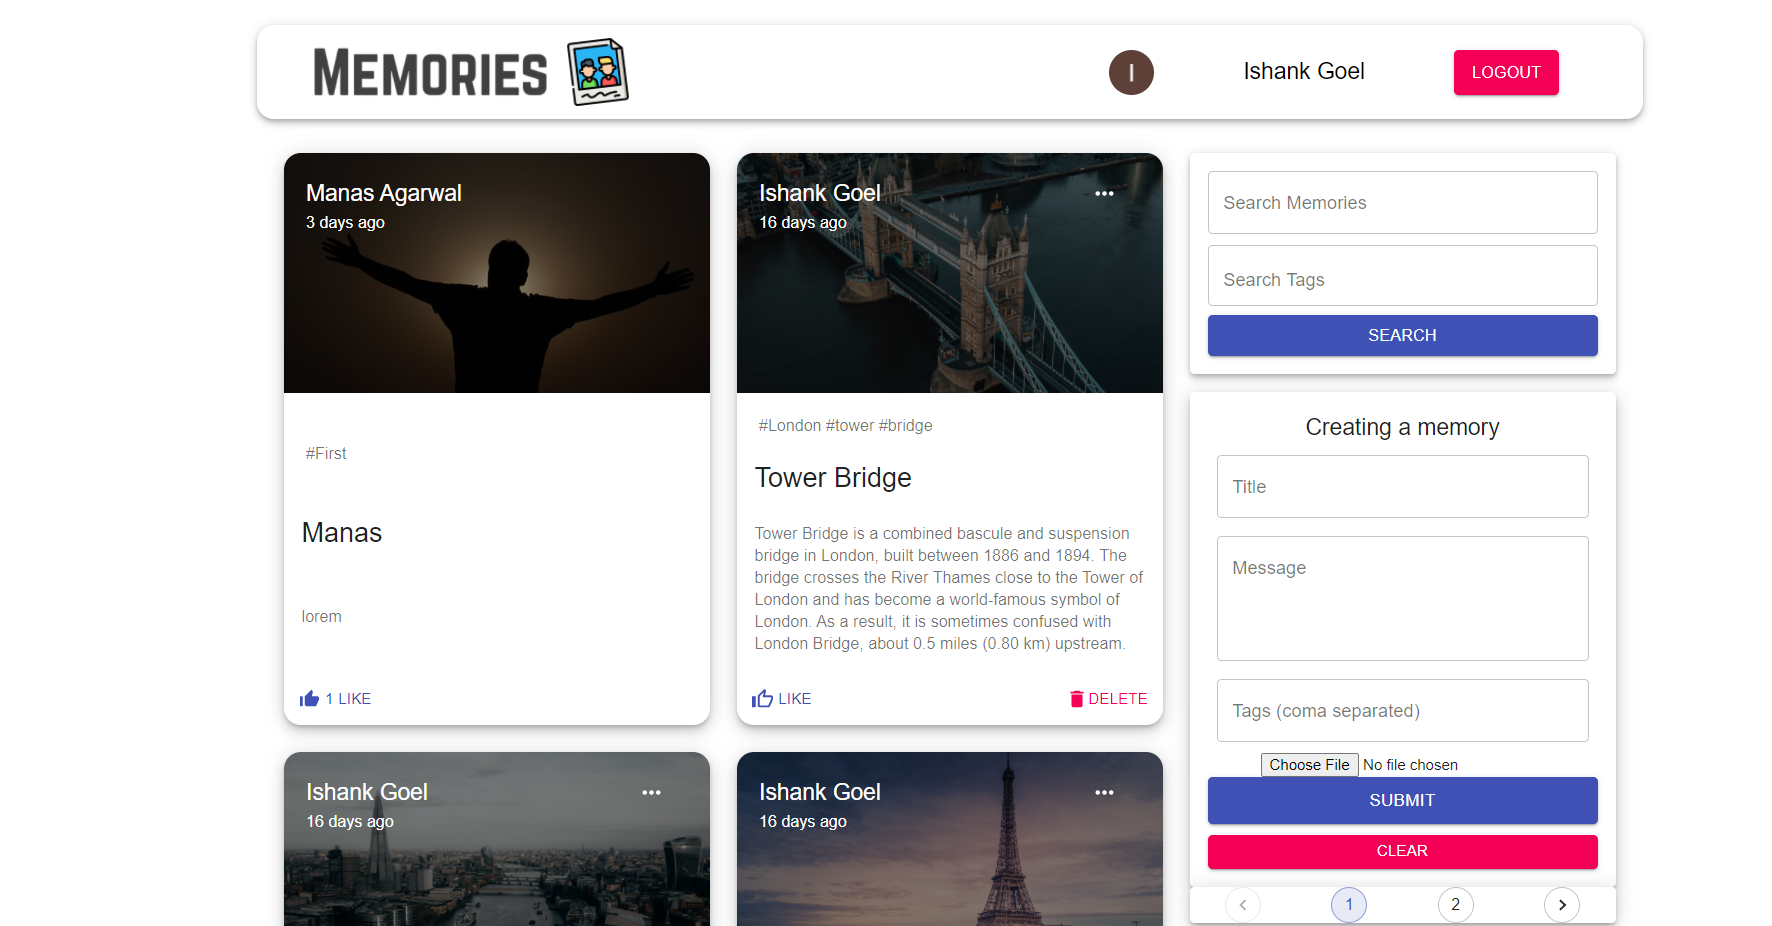 MEMORIES
I
Ishank Goel
LOGOUT
Manas Agarwal
3 days ago
#First
Manas
lorem
1 LIKE
Ishank Goel
16 days ago
#London #tower #bridge
Tower Bridge
Tower Bridge is a combined bascule and suspension
bridge in London, built between 1886 and 1894. The
bridge crosses the River Thames close to the Tower of
London and has become a world-famous symbol of
London. As a result, it is sometimes confused with
London Bridge, about 0.5 miles (0.80 km) upstream.
LIKE
DELETE
Ishank Goel
16 days ago
Ishank Goel
16 days ago
Search Memories
Search Tags
SEARCH
Creating a memory
Title
Message
Tags (coma separated)
Choose File No file chosen
SUBMIT
CLEAR
1
2